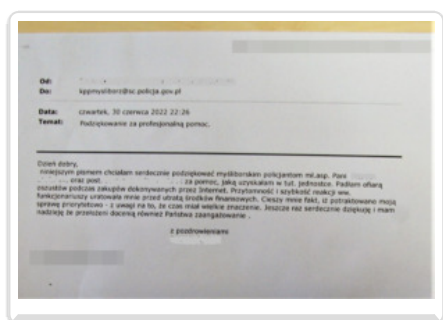 Od:
Do: kppmysliborz@sc.policja.gov.pl
Data: czwartek, 30 czerwca 2022 22:26
Temat: Podziękowanie za profesjonalną pomoc.
Dzień dobry,
niniejszym pismem chciałam serdecznie podziękować myśliborskim policjantom mł.asp. Pani
oraz post. za pomoc, jaką uzyskałam w tut. jednostce. Padłam ofiarą
oszustów podczas zakupów dokonywanych przez Internet. Przytomność i szybkość reakcji ww.
funkcjonariuszy uratowała mnie przed utratą środków finansowych. Cieszy mnie fakt, iż potraktowano moją
sprawę priorytetowo - z uwagi na to, że czas miał wielkie znaczenie. Jeszcze raz serdecznie dziękuję i mam
nadzieję że przełożeni docenią również Państwa zaangażowanie .
z pozdrowieniami